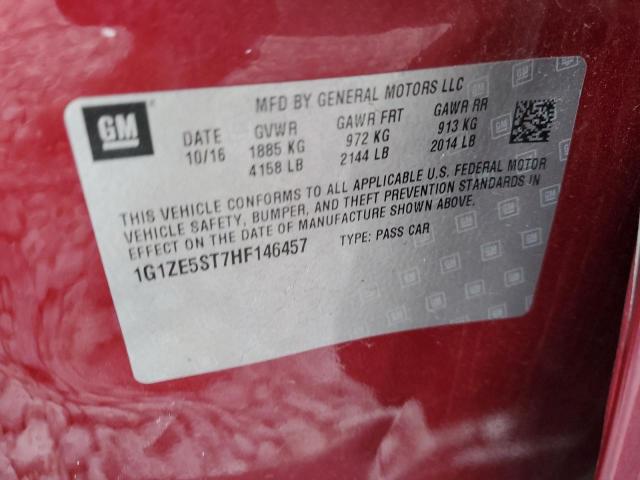 GM
MFD BY GENERAL MOTORS LLC
DATE GVWR GAWR FRT GAWR RR
10/16 1885 KG 972 KG 913 KG
4158 LB 2144 LB 2014 LB
THIS VEHICLE CONFORMS TO ALL APPLICABLE U.S. FEDERAL MOTOR
VEHICLE SAFETY, BUMPER, AND THEFT PREVENTION STANDARDS IN
EFFECT ON THE DATE OF MANUFACTURE SHOWN ABOVE.
1G1ZE5ST7HF146457 TYPE: PASS CAR